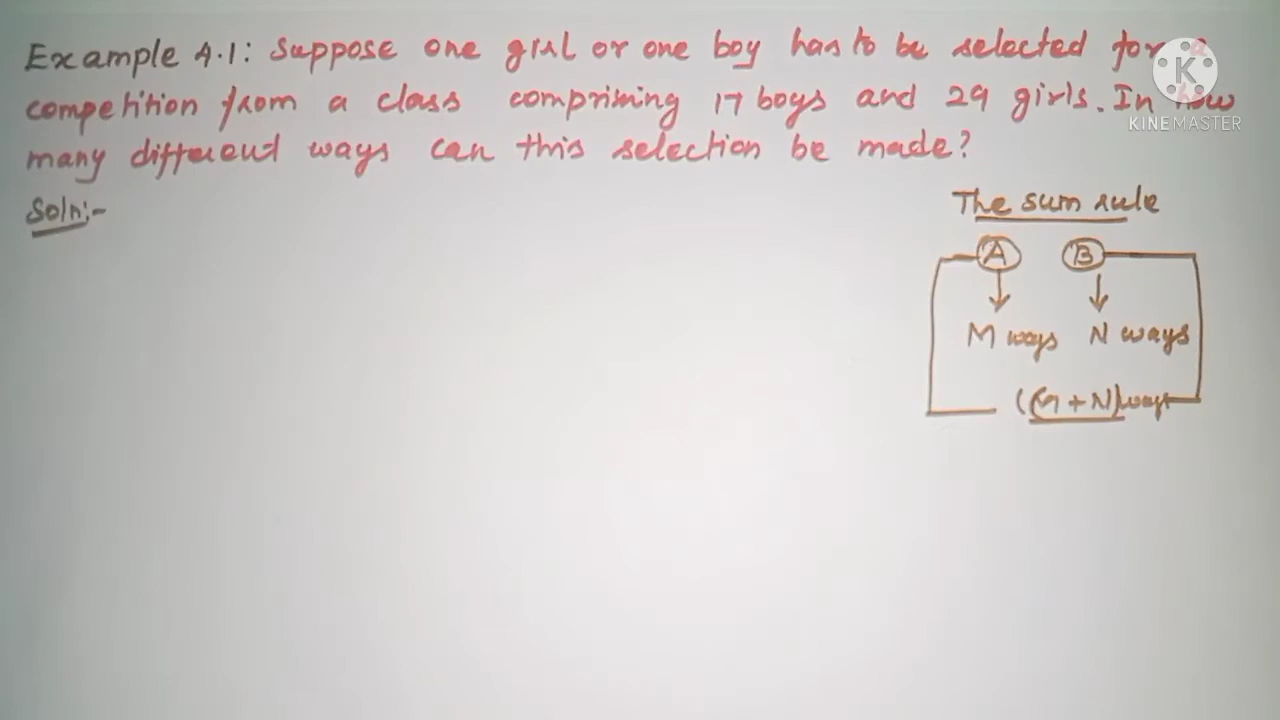 Example 4.1: Suppose one girl or one boy has to be selected for a
competition from a class comprising 17 boys and 29 girls. In how
many different ways can this selection be made?
Soln:-
The sum rule
A B
M ways N ways
(M+N) ways
K
KINEMASTER